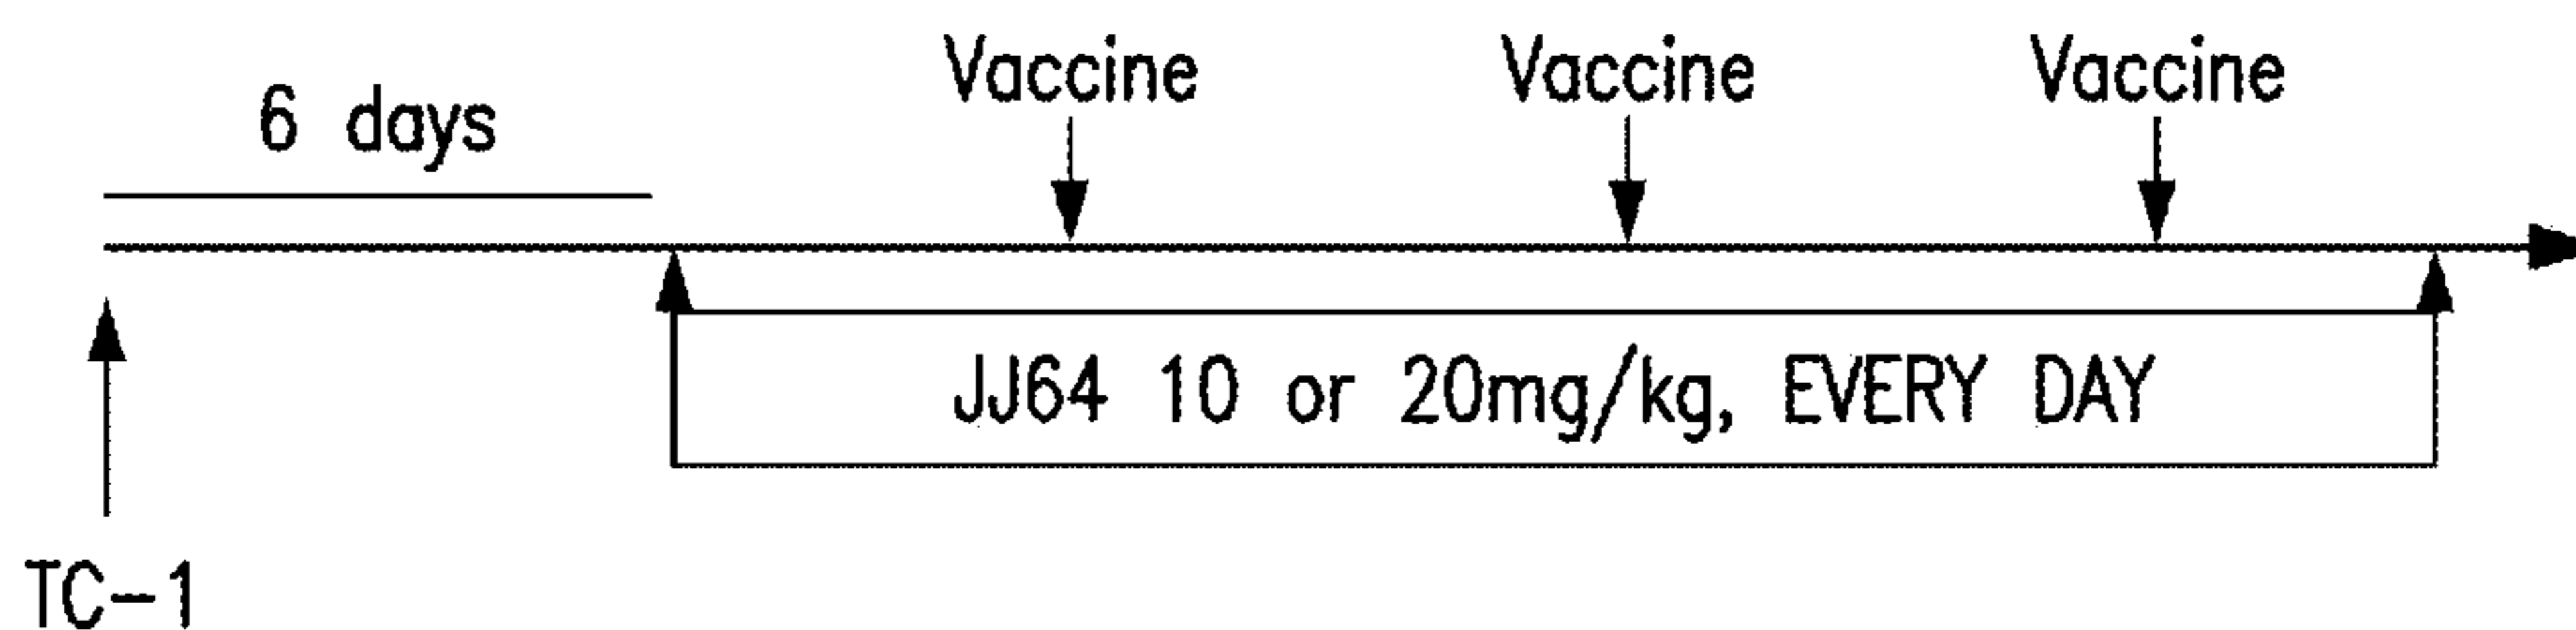 Vaccine Vaccine Vaccine
6 days
JJ64 10 or 20mg/kg, EVERY DAY
TC-1